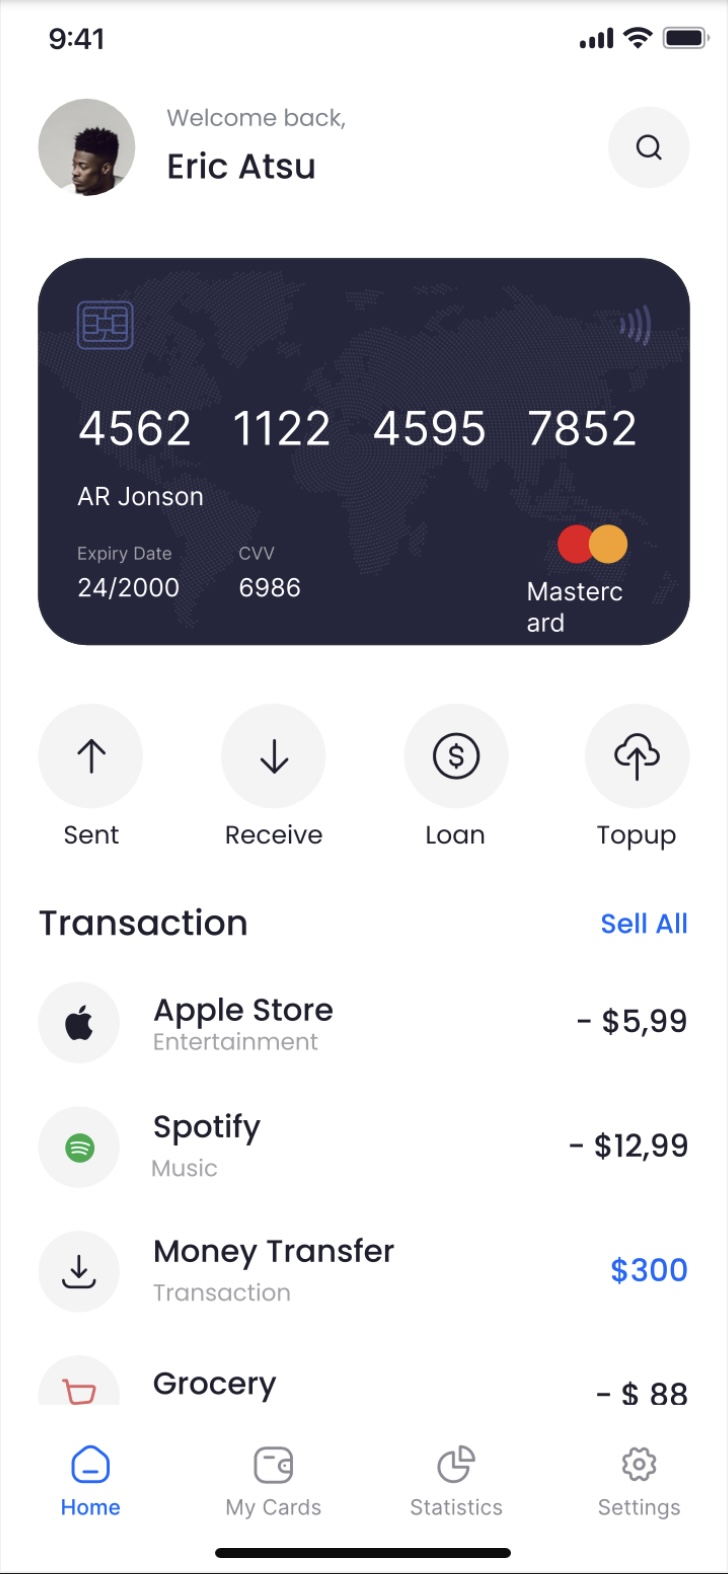 9:41
Welcome back,
Eric Atsu
4562 1122 4595 7852
AR Jonson
Expiry Date CVV
24/2000 6986
Masterc
ard
Sent Receive Loan Topup
Transaction Sell All
Apple Store
Entertainment
- $5,99
Spotify
Music
- $12,99
Money Transfer
Transaction
$300
Grocery
- $ 88
Home My Cards Statistics Settings